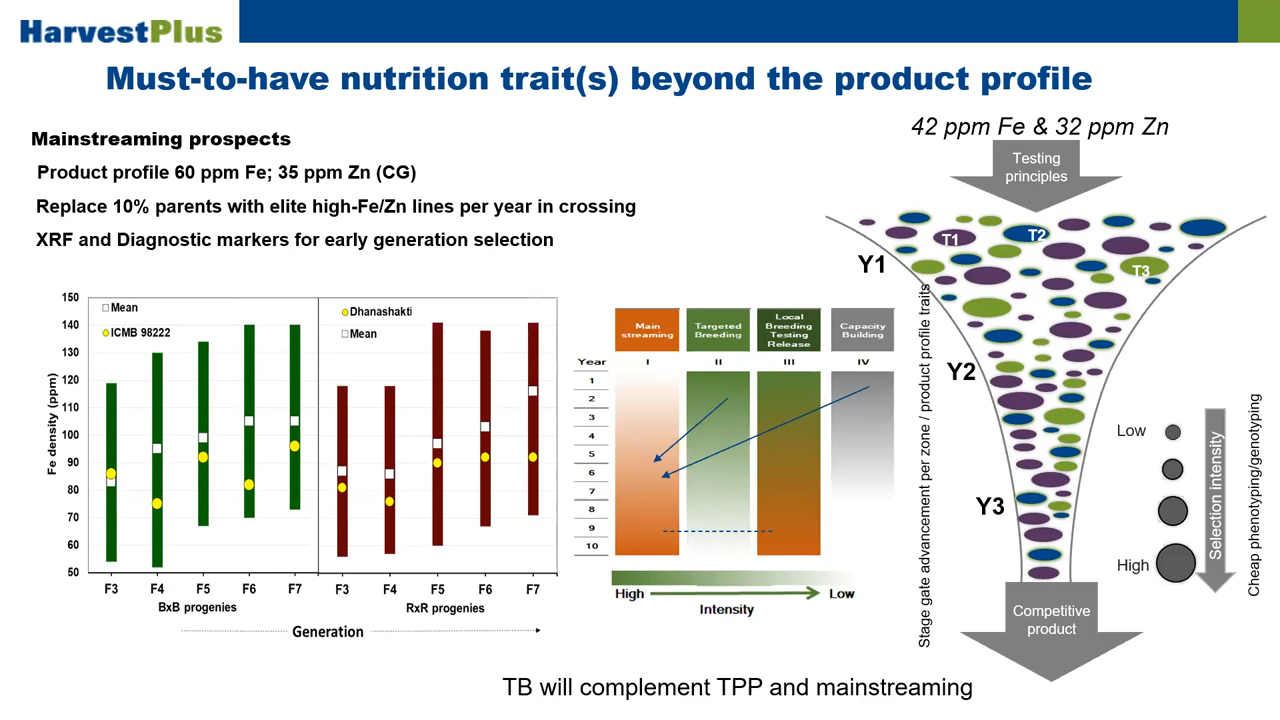 HarvestPlus
Must-to-have nutrition trait(s) beyond the product profile
Mainstreaming prospects
Product profile 60 ppm Fe; 35 ppm Zn (CG)
Replace 10% parents with elite high-Fe/Zn lines per year in crossing
XRF and Diagnostic markers for early generation selection
Fe density (ppm)
150
140
130
120
110
100
90
80
70
60
50
Mean
ICMB 98222
Dhanashakti
Mean
F3 F4 F5 F6 F7 F3 F4 F5 F6 F7
BxB progenies RxR progenies
Generation
Main
streaming
Targeted
Breeding
Local
Breeding
Testing
Release
Capacity
Building
Year I II III IV
1
2
3
4
5
6
7
8
9
10
High Low
Intensity
42 ppm Fe & 32 ppm Zn
Testing
principles
T1 T2
T3
Y1
Y2
Y3
Stage gate advancement per zone / product profile traits
Low
High
Selection intensity
Cheap phenotyping/genotyping
Competitive
product
TB will complement TPP and mainstreaming